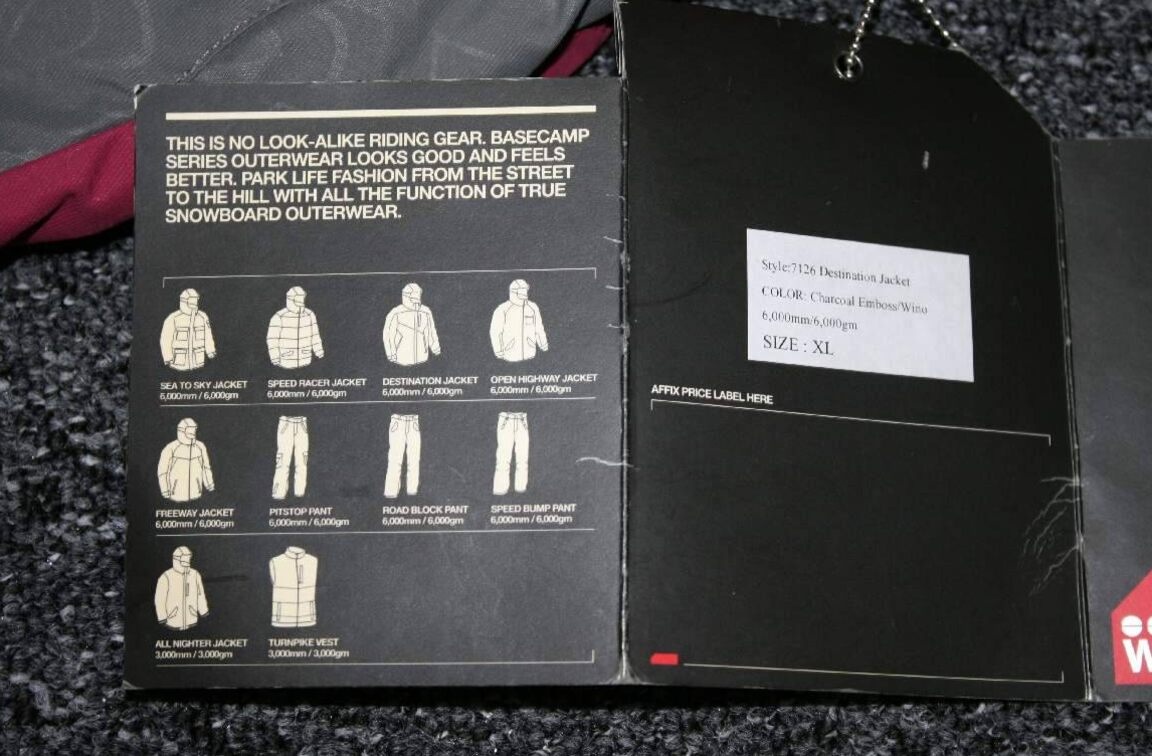 THIS IS NO LOOK-ALIKE RIDING GEAR. BASECAMP
SERIES OUTERWEAR LOOKS GOOD AND FEELS
BETTER. PARK LIFE FASHION FROM THE STREET
TO THE HILL WITH ALL THE FUNCTION OF TRUE
SNOWBOARD OUTERWEAR.
SEA TO SKY JACKET
6,000mm / 6,000gm
SPEED RACER JACKET
6,000mm / 6,000gm
DESTINATION JACKET
6,000mm / 6,000gm
OPEN HIGHWAY JACKET
6,000mm / 6,000gm
FREEWAY JACKET
6,000mm / 6,000gm
PITSTOP PANT
6,000mm / 6,000gm
ROAD BLOCK PANT
6,000mm / 6,000gm
SPEED BUMP PANT
6,000mm / 6,000gm
ALL NIGHTER JACKET
3,000mm / 3,000gm
TURNPIKE VEST
3,000mm / 3,000gm
Style:7126 Destination Jacket
COLOR: Charcoal Emboss/Wino
6,000mm/6,000gm
SIZE : XL
AFFIX PRICE LABEL HERE
W